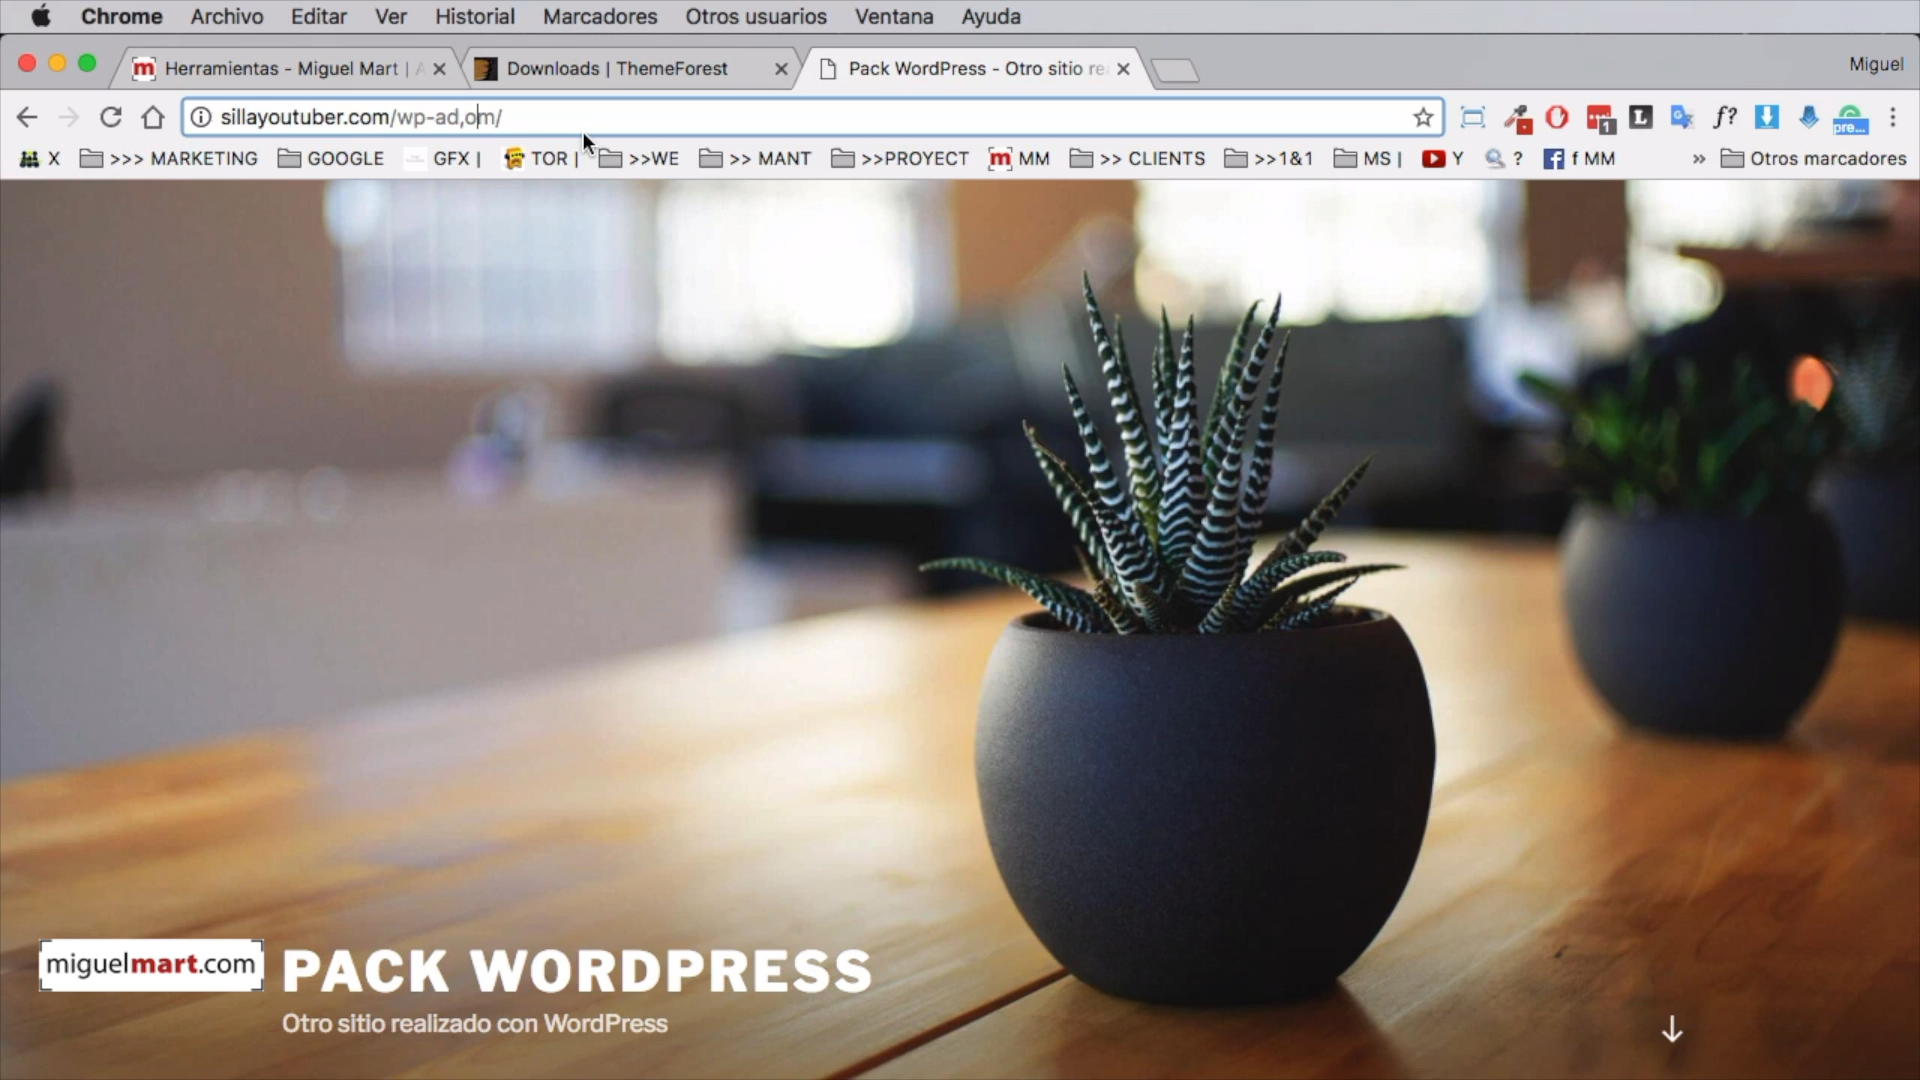 Chrome Archivo Editar Ver Historial Marcadores Otros usuarios Ventana Ayuda
Herramientas - Miguel Mart | A Downloads | ThemeForest Pack WordPress - Otro sitio re Miguel
sillayoutuber.com/wp-ad,om/
1 L f? pre...
X >>> MARKETING GOOGLE GFX | TOR | >>WE >> MANT >>PROYECT m MM >> CLIENTS >>1&1 MS | Y ? f MM » Otros marcadores
miguelmart.com PACK WORDPRESS
Otro sitio realizado con WordPress